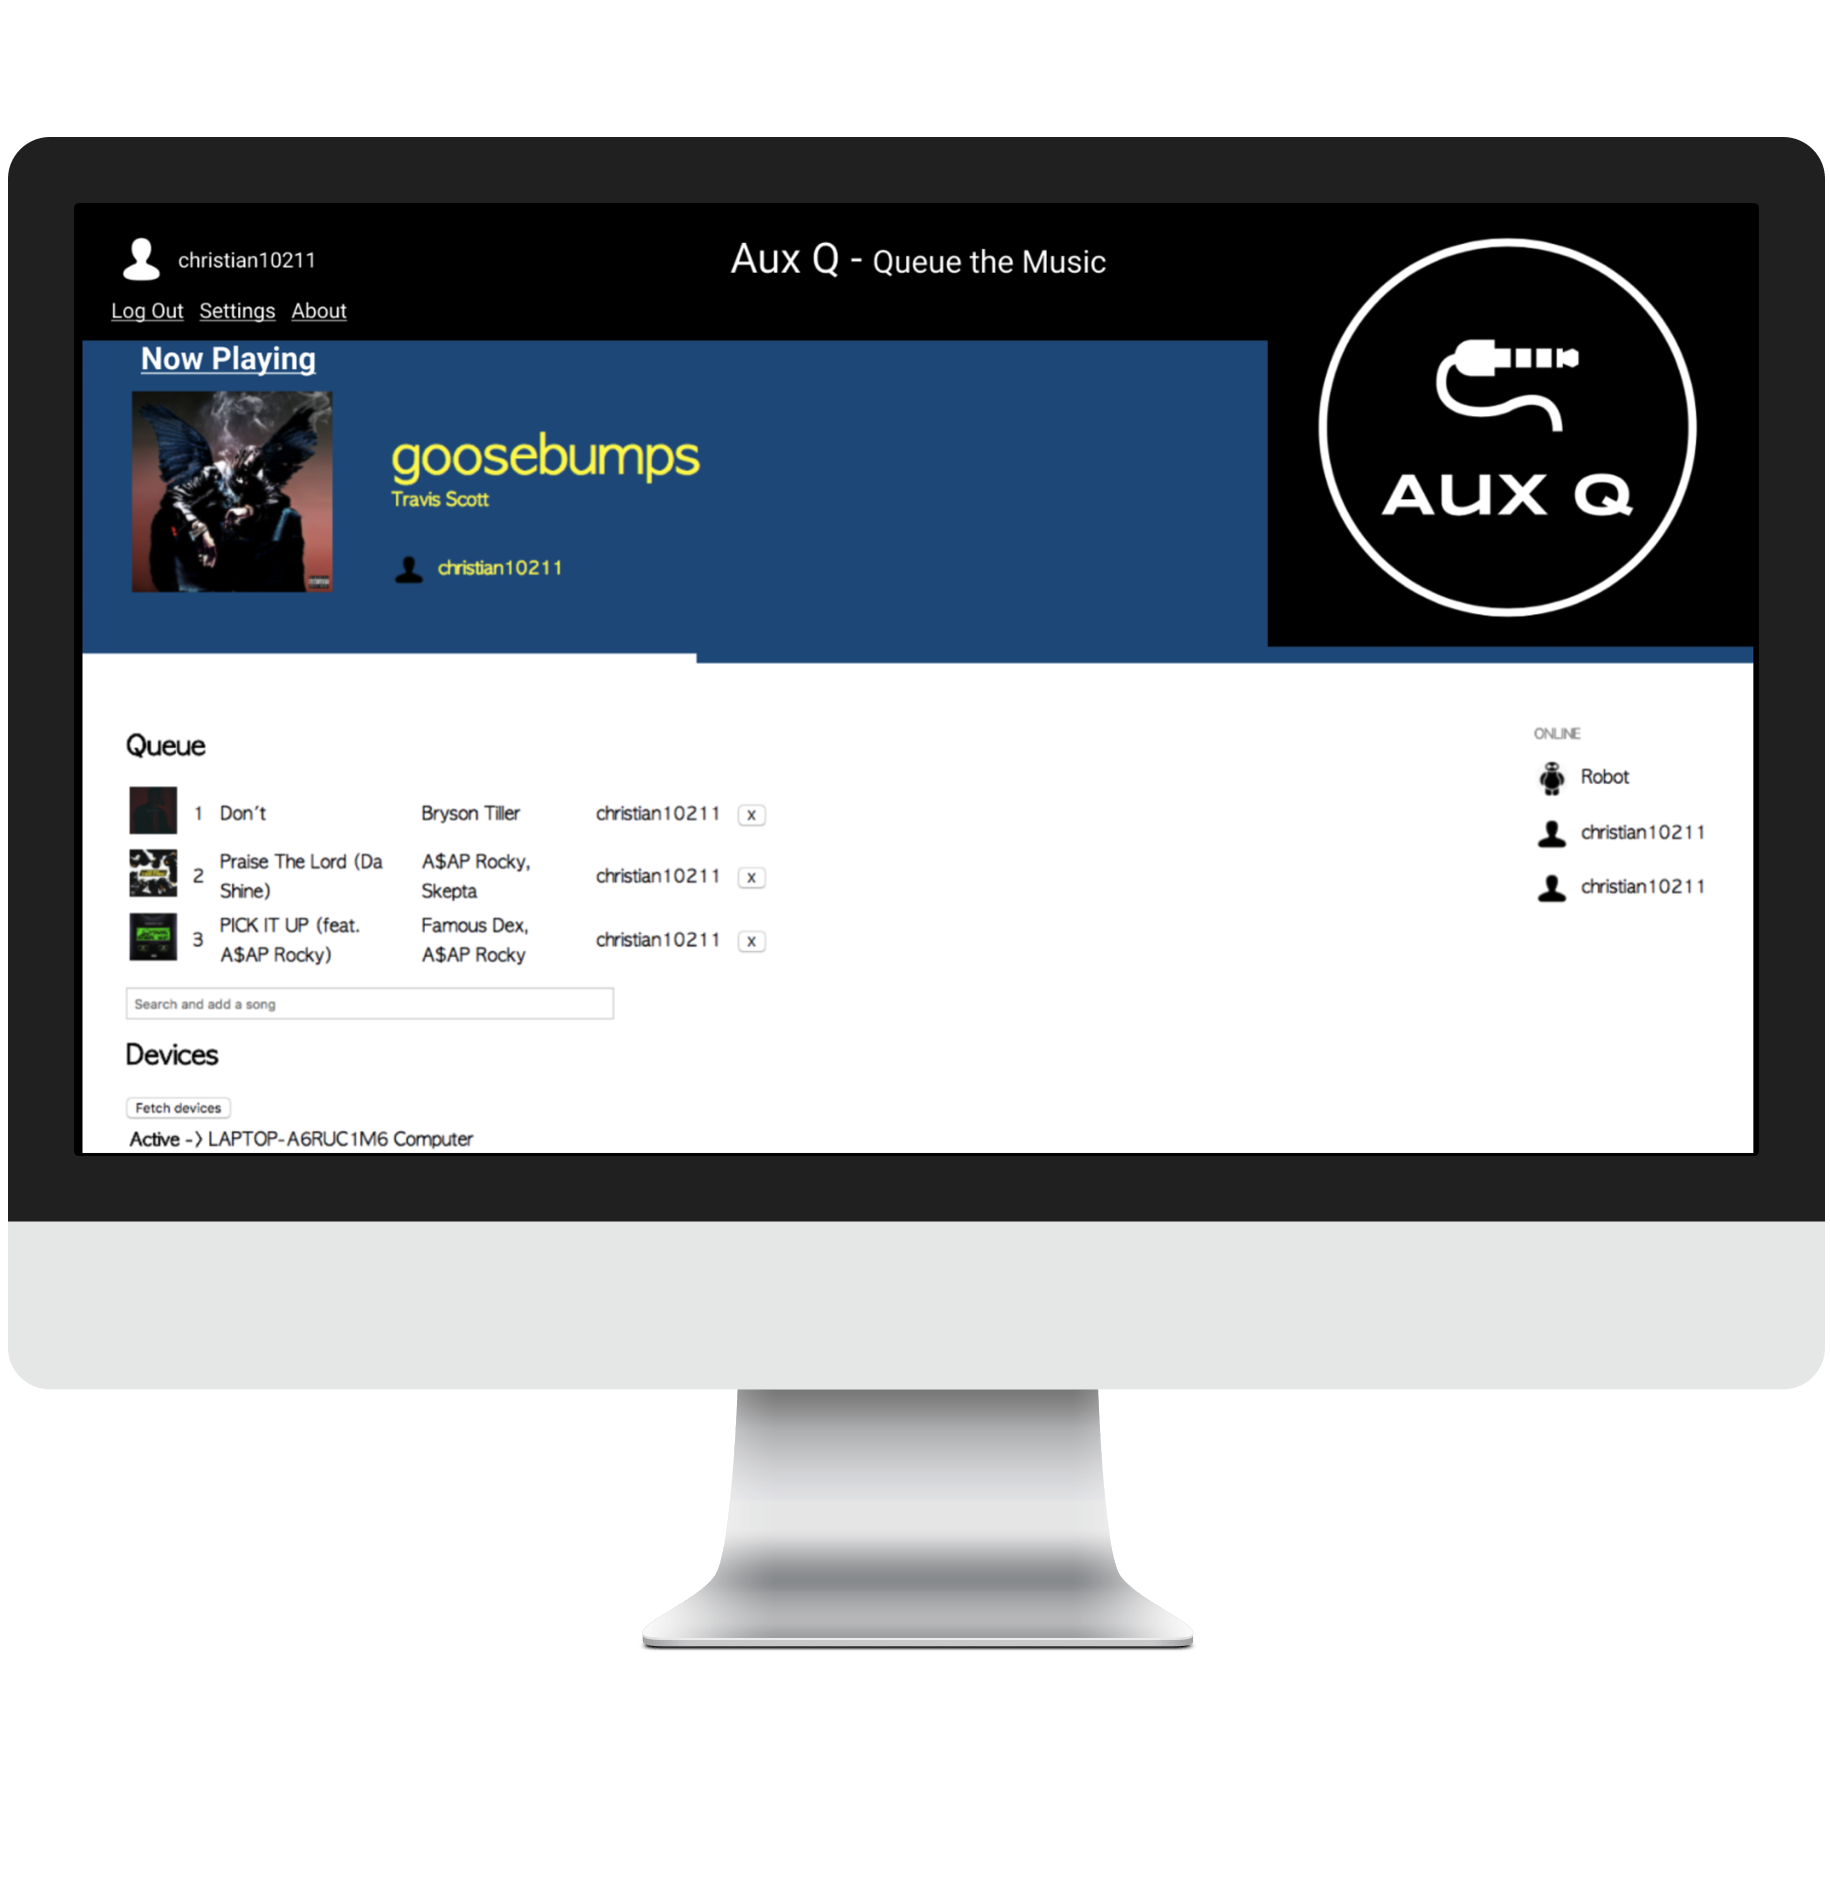 christian10211
Aux Q - Queue the Music
Log Out Settings About
Now Playing
goosebumps
Travis Scott
christian10211
AUX Q
Queue
1 Don't Bryson Tiller christian10211 X
2 Praise The Lord (Da Shine) A$AP Rocky, Skepta christian10211 X
3 PICK IT UP (feat. A$AP Rocky) Famous Dex, A$AP Rocky christian10211 X
Search and add a song
Devices
Fetch devices
Active -> LAPTOP-A6RUC1M6 Computer
ONLINE
Robot
christian10211
christian10211